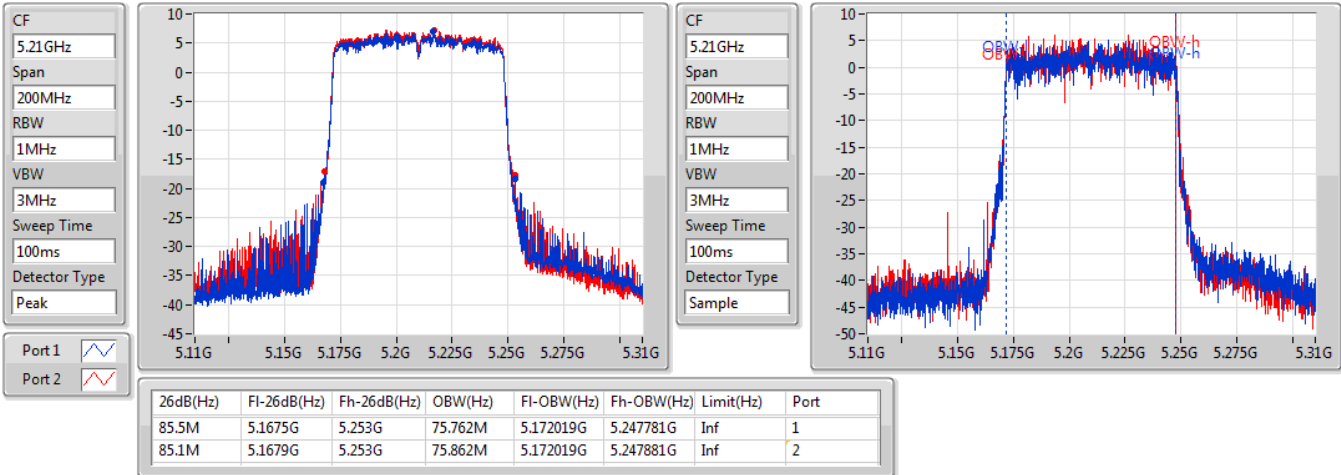 CF
5.21GHz
Span
200MHz
RBW
1MHz
VBW
3MHz
Sweep Time
100ms
Detector Type
Peak
Port 1
Port 2
10-
5-
0-
-5-
-10-
-15-
-20-
-25-
-30-
-35-
-40-
-45-
5.11G 5.15G 5.175G 5.2G 5.225G 5.25G 5.275G 5.31G
CF
5.21GHz
Span
200MHz
RBW
1MHz
VBW
3MHz
Sweep Time
100ms
Detector Type
Sample
10-
5-
0-
-5-
-10-
-15-
-20-
-25-
-30-
-35-
-40-
-45-
-50-
OBW-h
OBW-h
5.11G 5.15G 5.175G 5.2G 5.225G 5.25G 5.275G 5.31G
26dB(Hz) Fl-26dB(Hz) Fh-26dB(Hz) OBW(Hz) Fl-OBW(Hz) Fh-OBW(Hz) Limit(Hz) Port
85.5M 5.1675G 5.253G 75.762M 5.172019G 5.247781G Inf 1
85.1M 5.1679G 5.253G 75.862M 5.172019G 5.247881G Inf 2